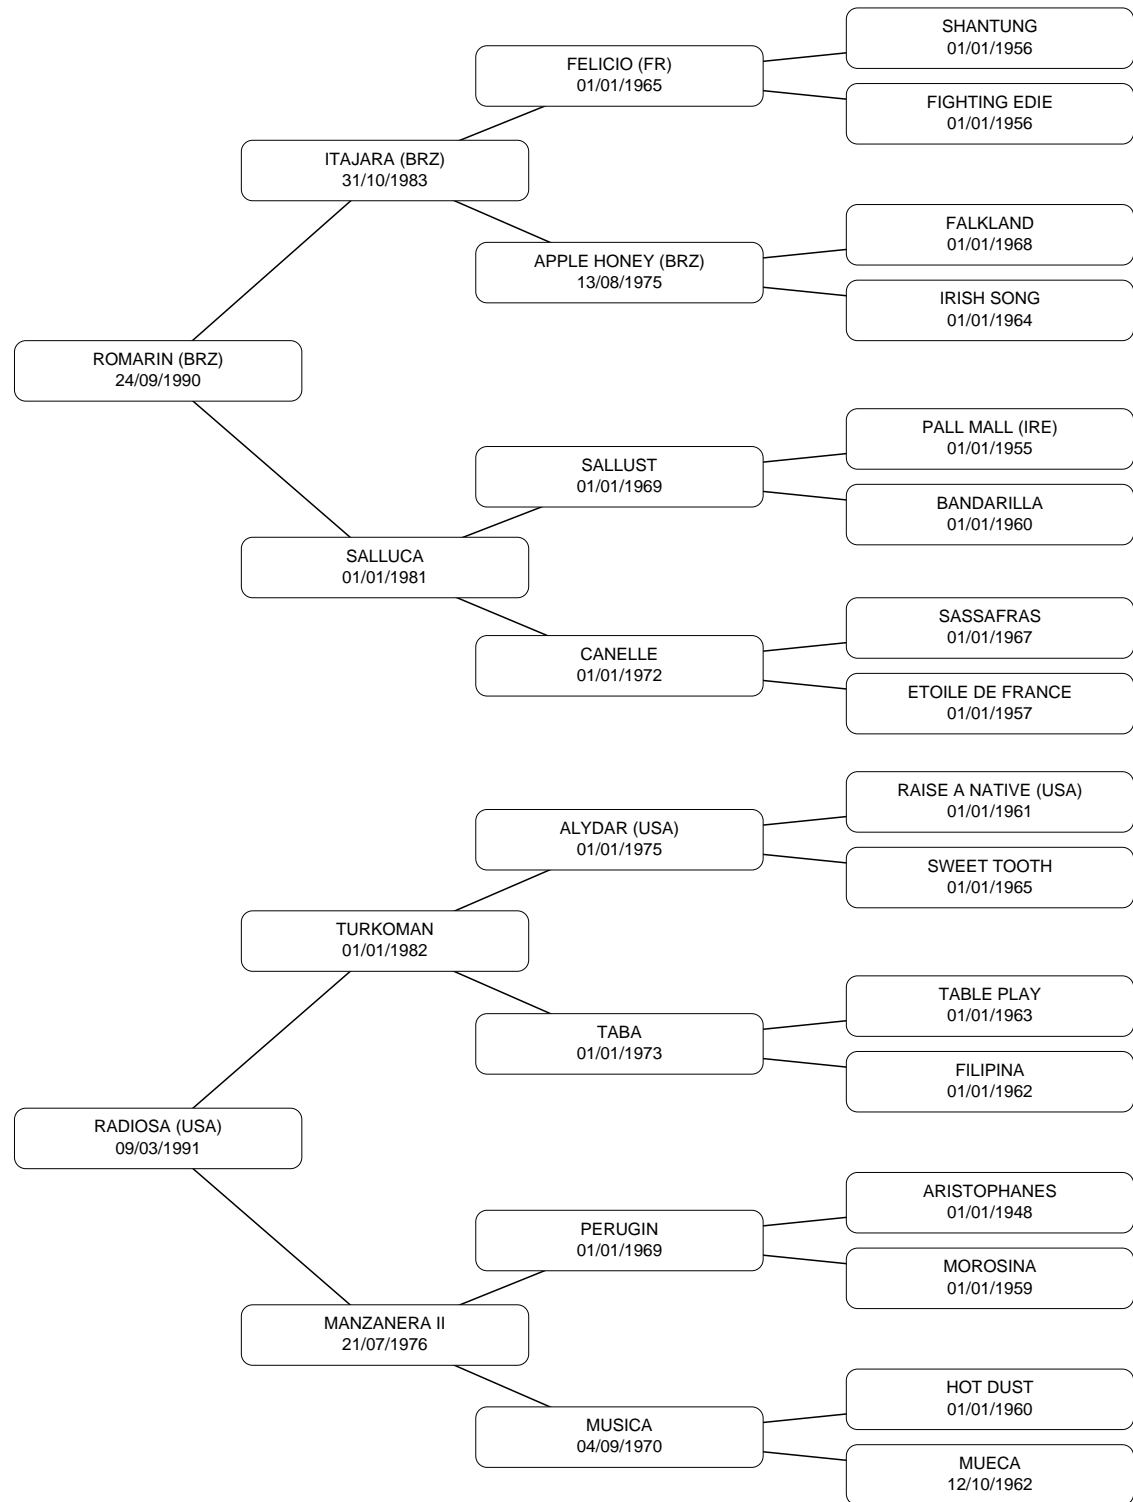 SHANTUNG
01/01/1956
FELICIO (FR)
01/01/1965
FIGHTING EDIE
01/01/1956
ITAJARA (BRZ)
31/10/1983
FALKLAND
01/01/1968
APPLE HONEY (BRZ)
13/08/1975
IRISH SONG
01/01/1964
ROMARIN (BRZ)
24/09/1990
PALL MALL (IRE)
01/01/1955
SALLUST
01/01/1969
BANDARILLA
01/01/1960
SALLUCA
01/01/1981
SASSAFRAS
01/01/1967
CANELLE
01/01/1972
ETOILE DE FRANCE
01/01/1957
RAISE A NATIVE (USA)
01/01/1961
ALYDAR (USA)
01/01/1975
SWEET TOOTH
01/01/1965
TURKOMAN
01/01/1982
TABLE PLAY
01/01/1963
TABA
01/01/1973
FILIPINA
01/01/1962
RADIOSA (USA)
09/03/1991
ARISTOPHANES
01/01/1948
PERUGIN
01/01/1969
MOROSINA
01/01/1959
MANZANERA II
21/07/1976
HOT DUST
01/01/1960
MUSICA
04/09/1970
MUECA
12/10/1962